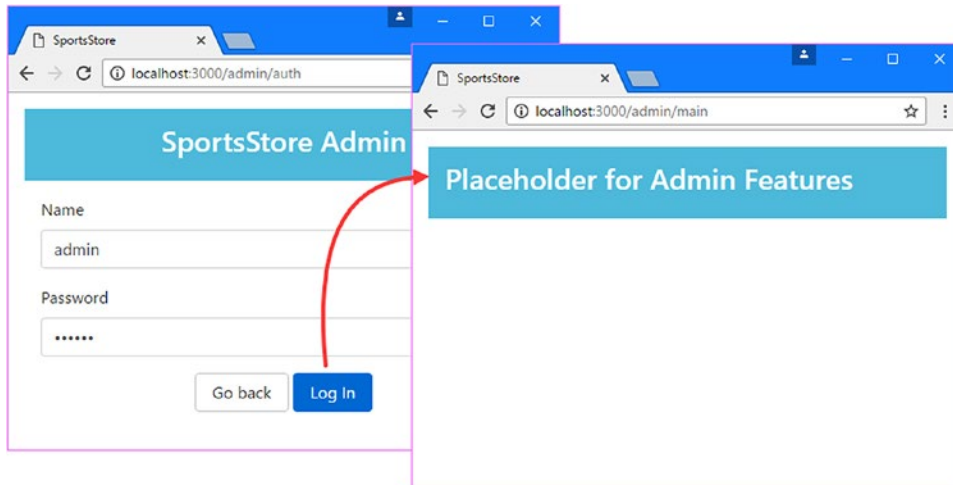 SportsStore
localhost:3000/admin/auth
SportsStore Admin
Name
admin
Password
••••••
Go back
Log In
SportsStore
localhost:3000/admin/main
Placeholder for Admin Features